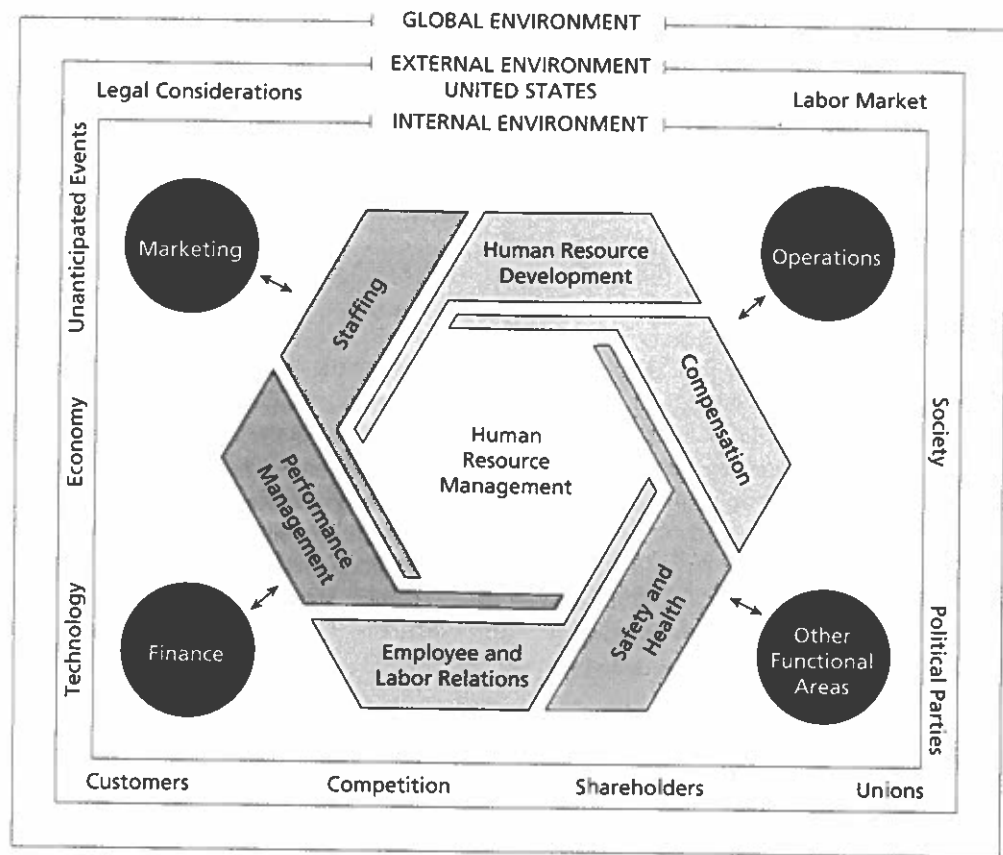 GLOBAL ENVIRONMENT
EXTERNAL ENVIRONMENT
UNITED STATES
Legal Considerations
Labor Market
INTERNAL ENVIRONMENT
Unanticipated Events
Economy
Technology
Marketing
Operations
Staffing
Human Resource
Development
Compensation
Human
Resource
Management
Performance
Management
Safety and
Health
Employee and
Labor Relations
Finance
Other
Functional
Areas
Society
Political Parties
Customers
Competition
Shareholders
Unions